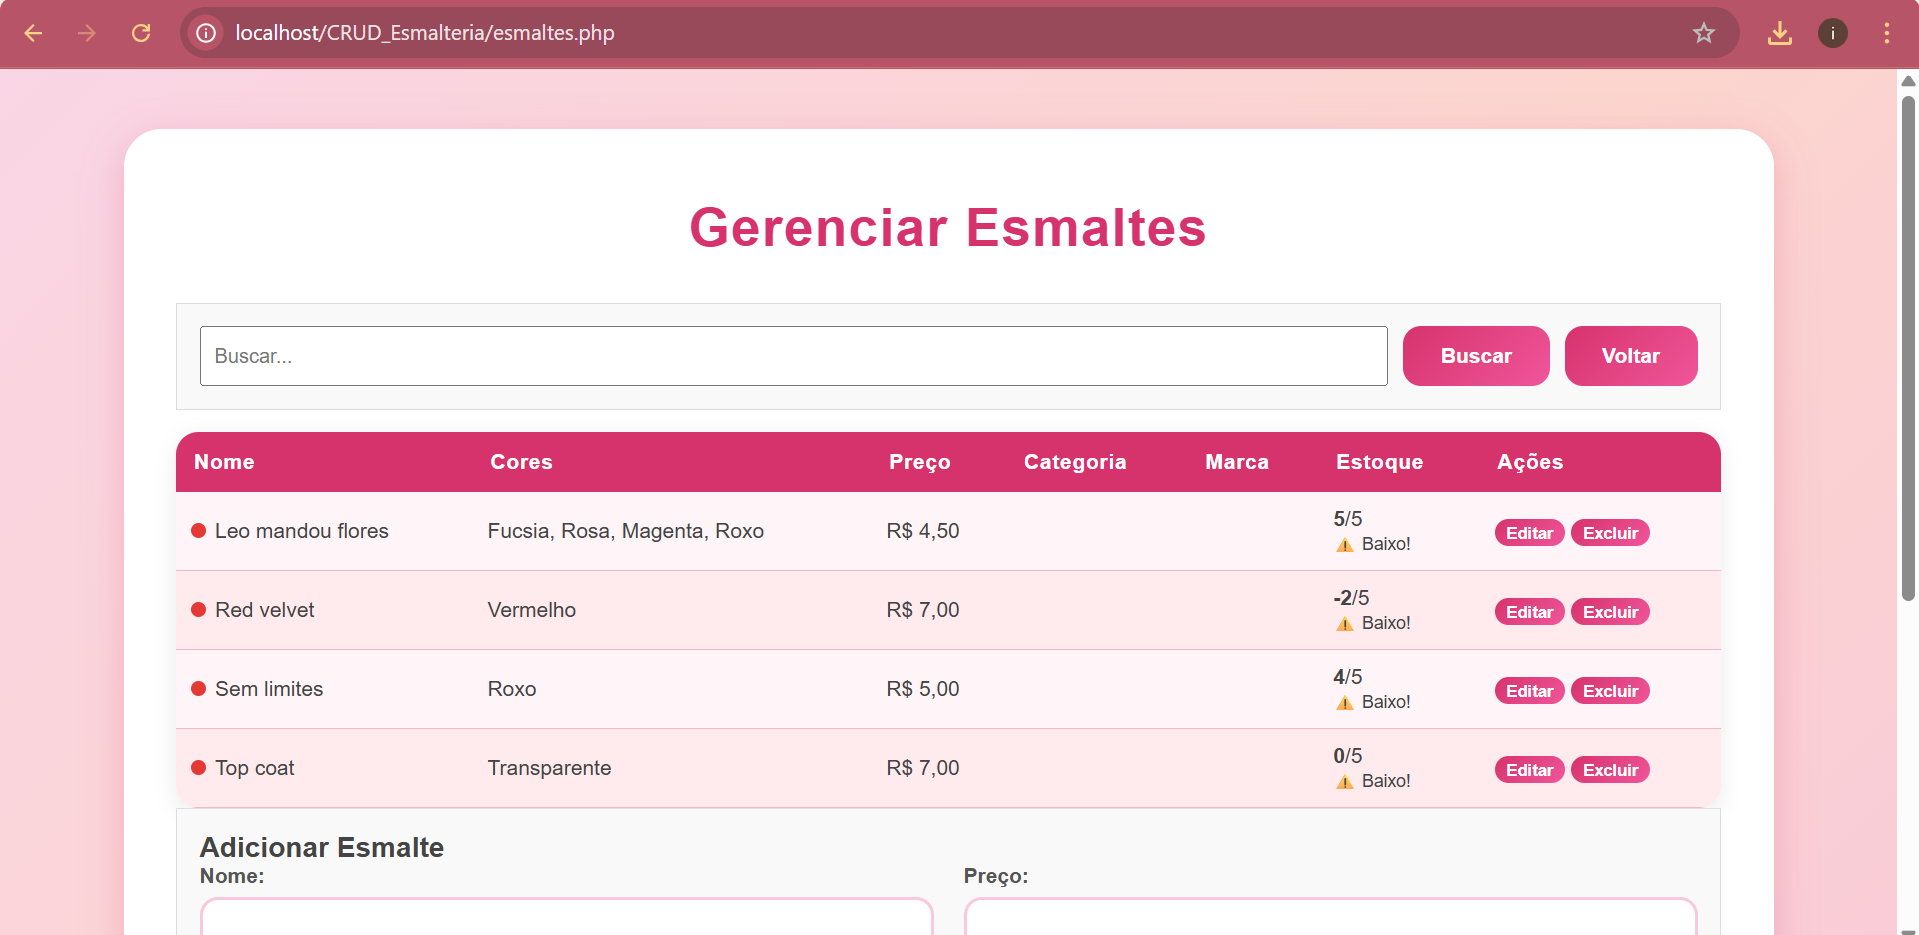 localhost/CRUD_Esmalteria/esmaltes.php
i
Gerenciar Esmaltes
Buscar... Buscar Voltar
Nome Cores Preço Categoria Marca Estoque Ações
Leo mandou flores Fucsia, Rosa, Magenta, Roxo R$ 4,50 5/5 Editar Excluir
Baixo!
Red velvet Vermelho R$ 7,00 -2/5 Editar Excluir
Baixo!
Sem limites Roxo R$ 5,00 4/5 Editar Excluir
Baixo!
Top coat Transparente R$ 7,00 0/5 Editar Excluir
Baixo!
Adicionar Esmalte
Nome: Preço: